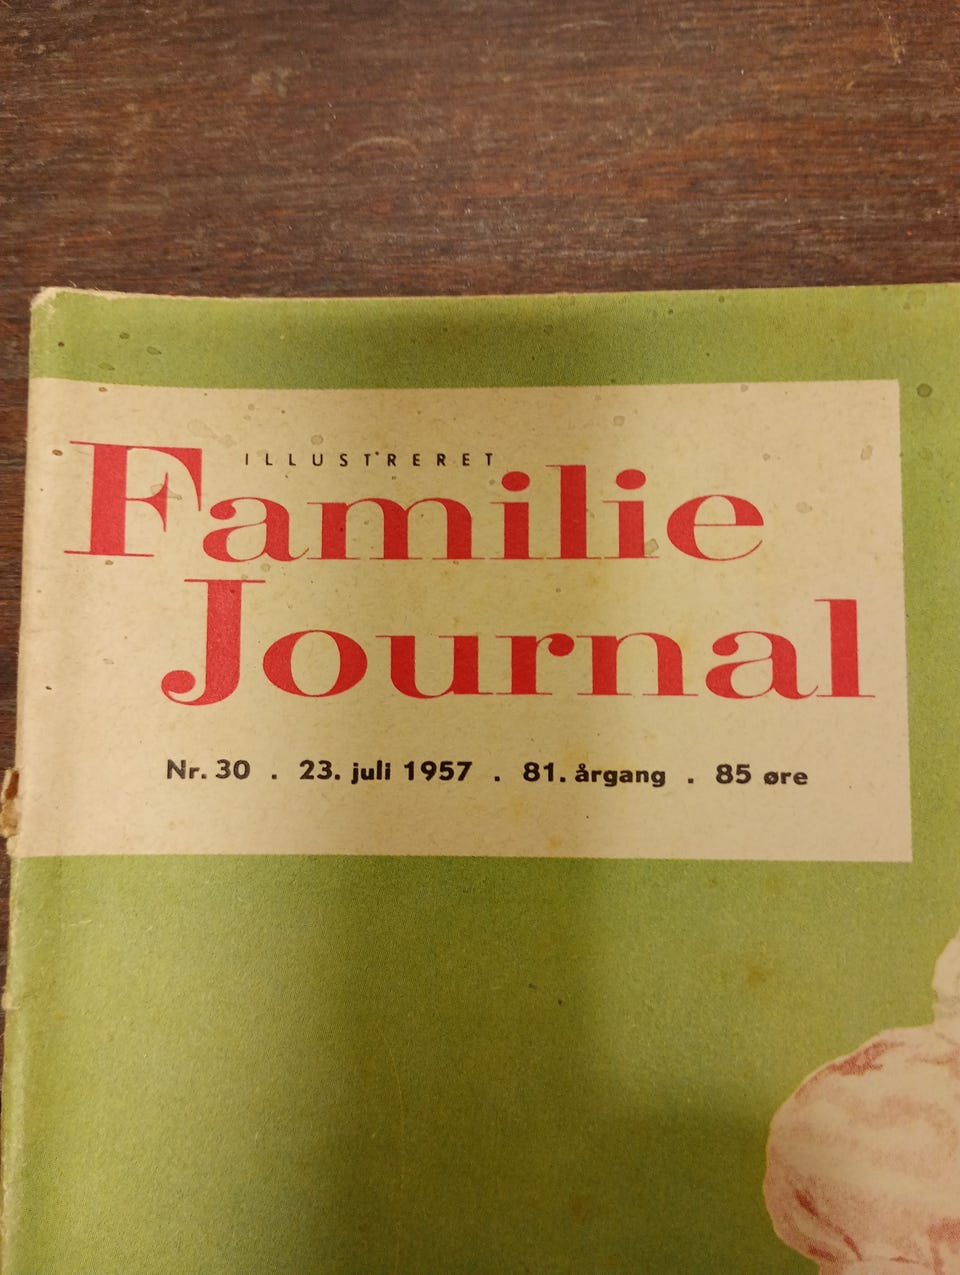 ILLUSTRERET
Familie
Journal
Nr. 30 . 23. juli 1957 . 81. årgang . 85 øre